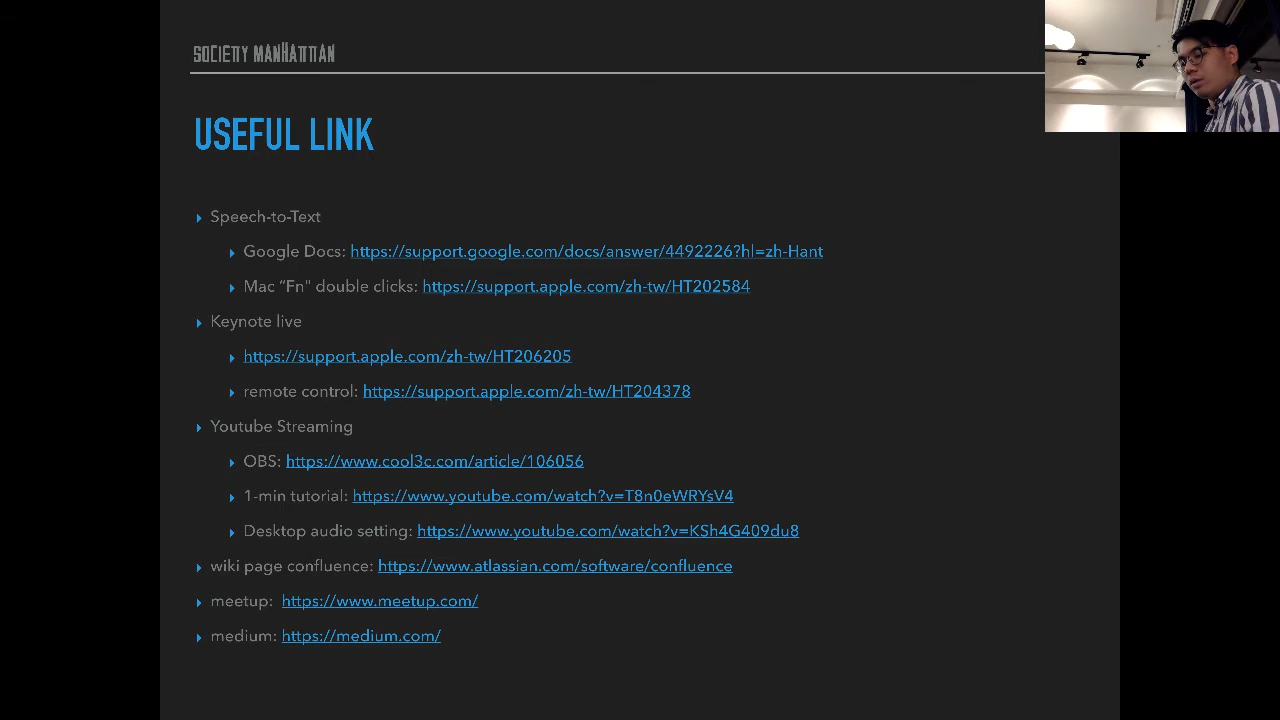 SOCIETY MANHATTAN
USEFUL LINK
Speech-to-Text
Google Docs: https://support.google.com/docs/answer/4492226?hl=zh-Hant
Mac “Fn" double clicks: https://support.apple.com/zh-tw/HT202584
Keynote live
https://support.apple.com/zh-tw/HT206205
remote control: https://support.apple.com/zh-tw/HT204378
Youtube Streaming
OBS: https://www.cool3c.com/article/106056
1-min tutorial: https://www.youtube.com/watch?v=T8n0eWRYsV4
Desktop audio setting: https://www.youtube.com/watch?v=KSh4G409du8
wiki page confluence: https://www.atlassian.com/software/confluence
meetup: https://www.meetup.com/
medium: https://medium.com/